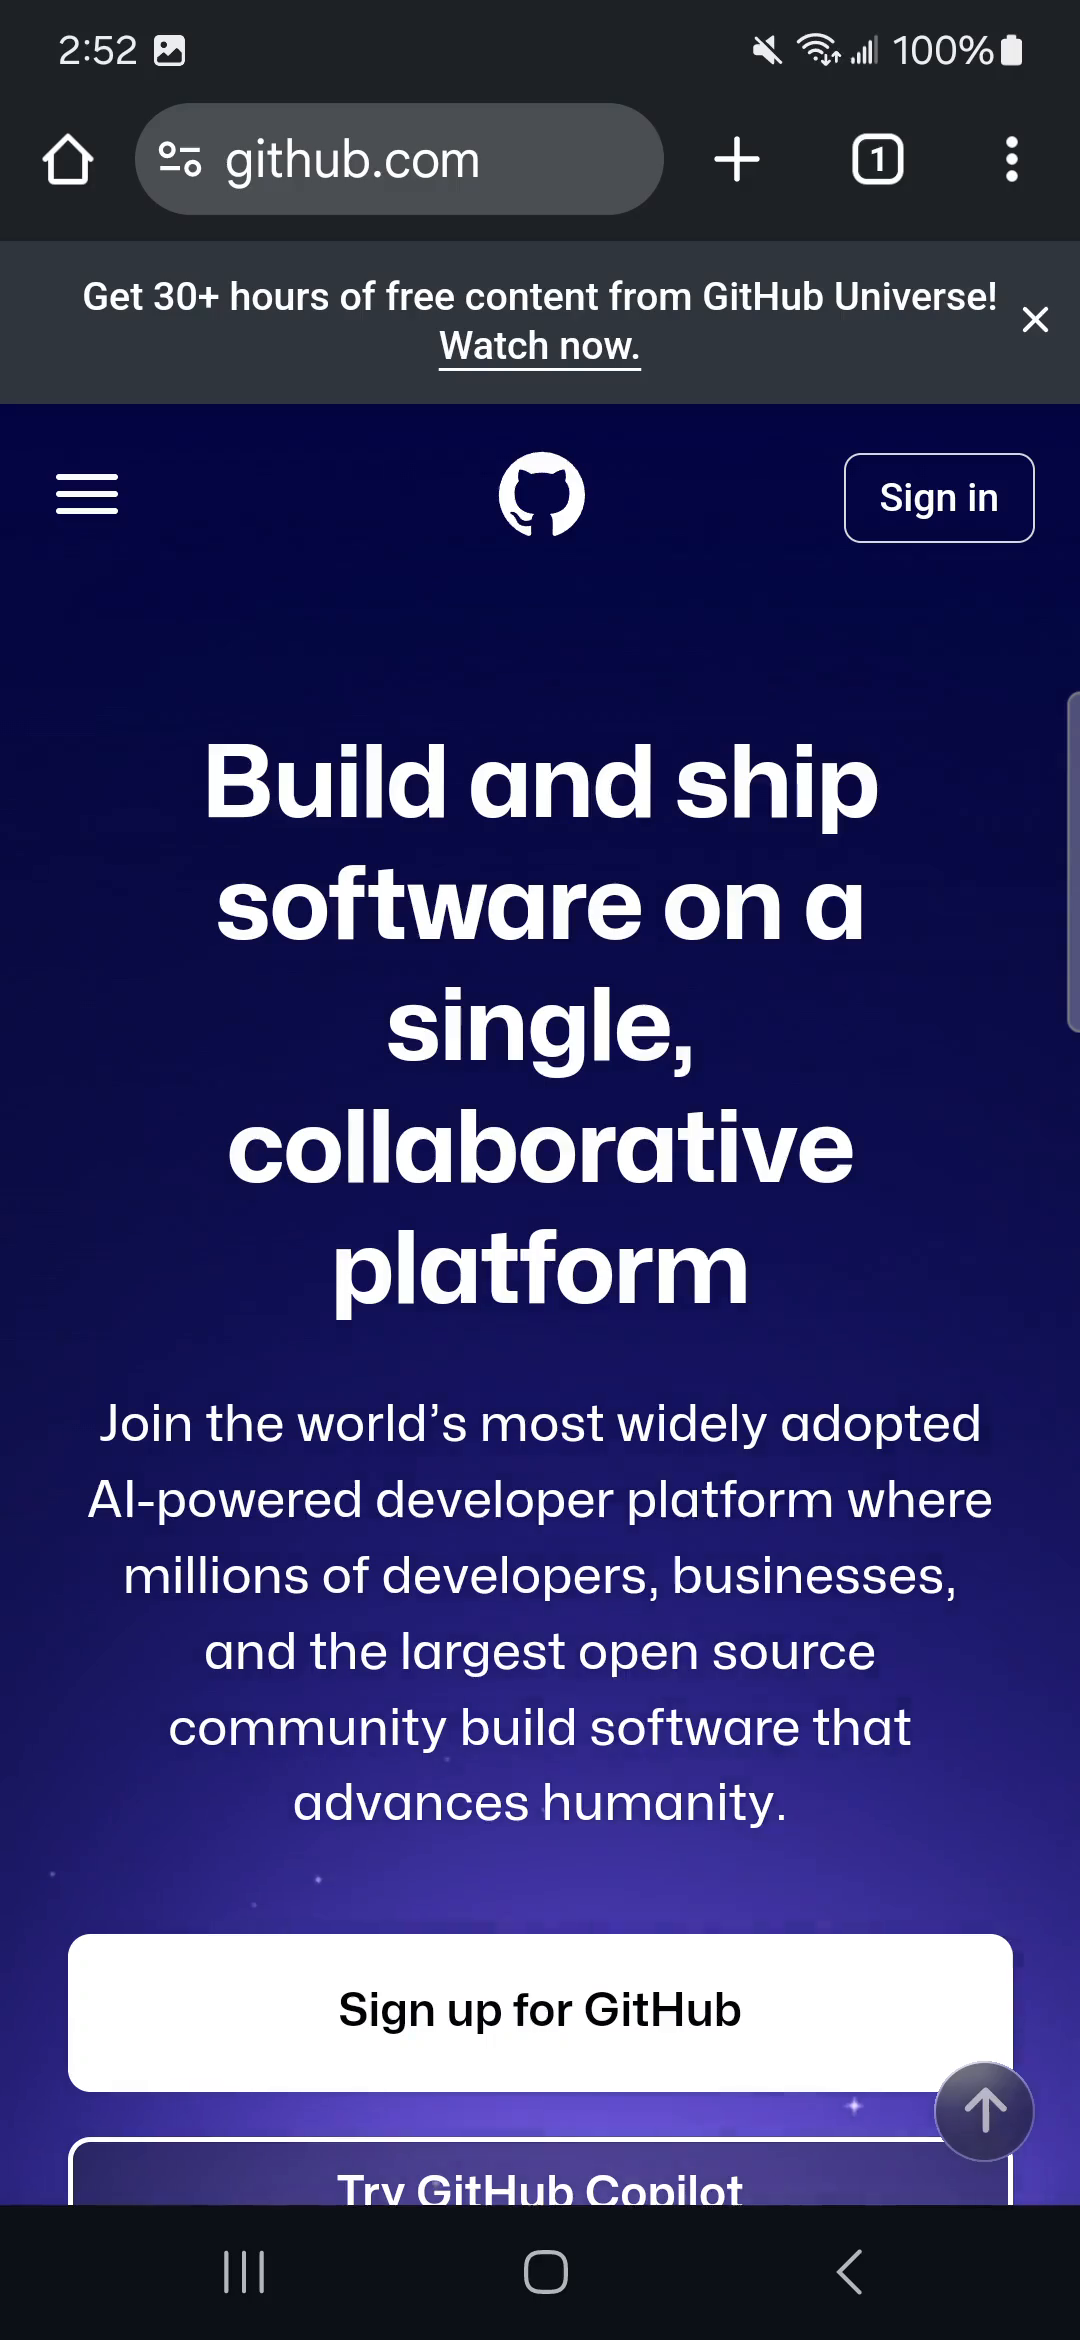 2:52 100%
github.com 1
Get 30+ hours of free content from GitHub Universe!
Watch now.
Sign in
Build and ship
software on a
single,
collaborative
platform
Join the world’s most widely adopted
AI-powered developer platform where
millions of developers, businesses,
and the largest open source
community build software that
advances humanity.
Sign up for GitHub
Try GitHub Copilot